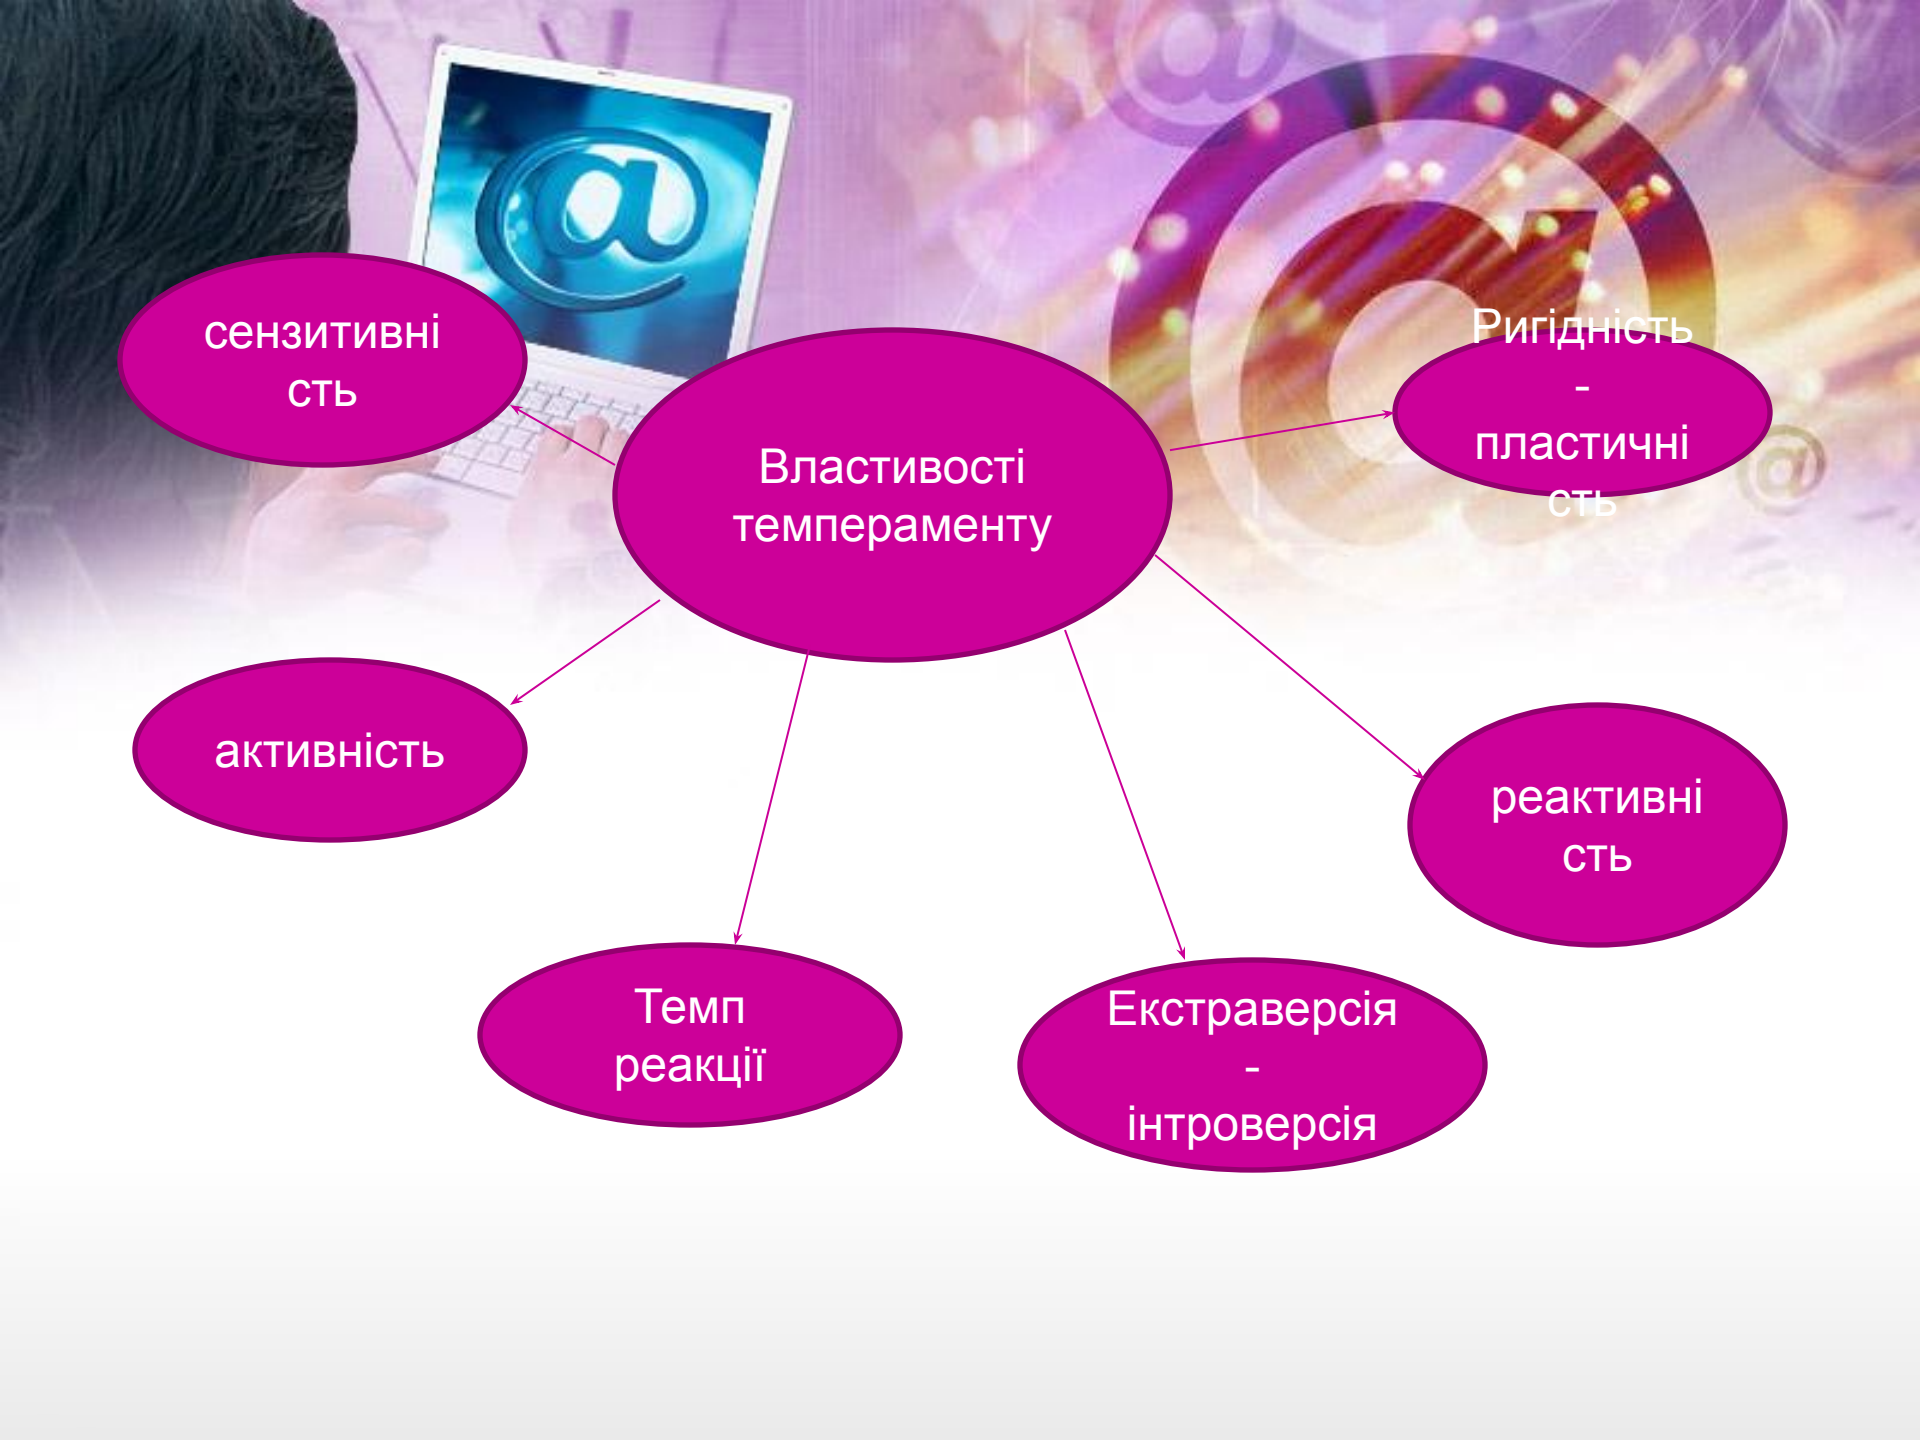 сензитивні
сть
Властивості
темпераменту
Ригідність
-
пластичні
сть
активність
реактивні
сть
Темп
реакції
Екстраверсія
-
інтроверсія